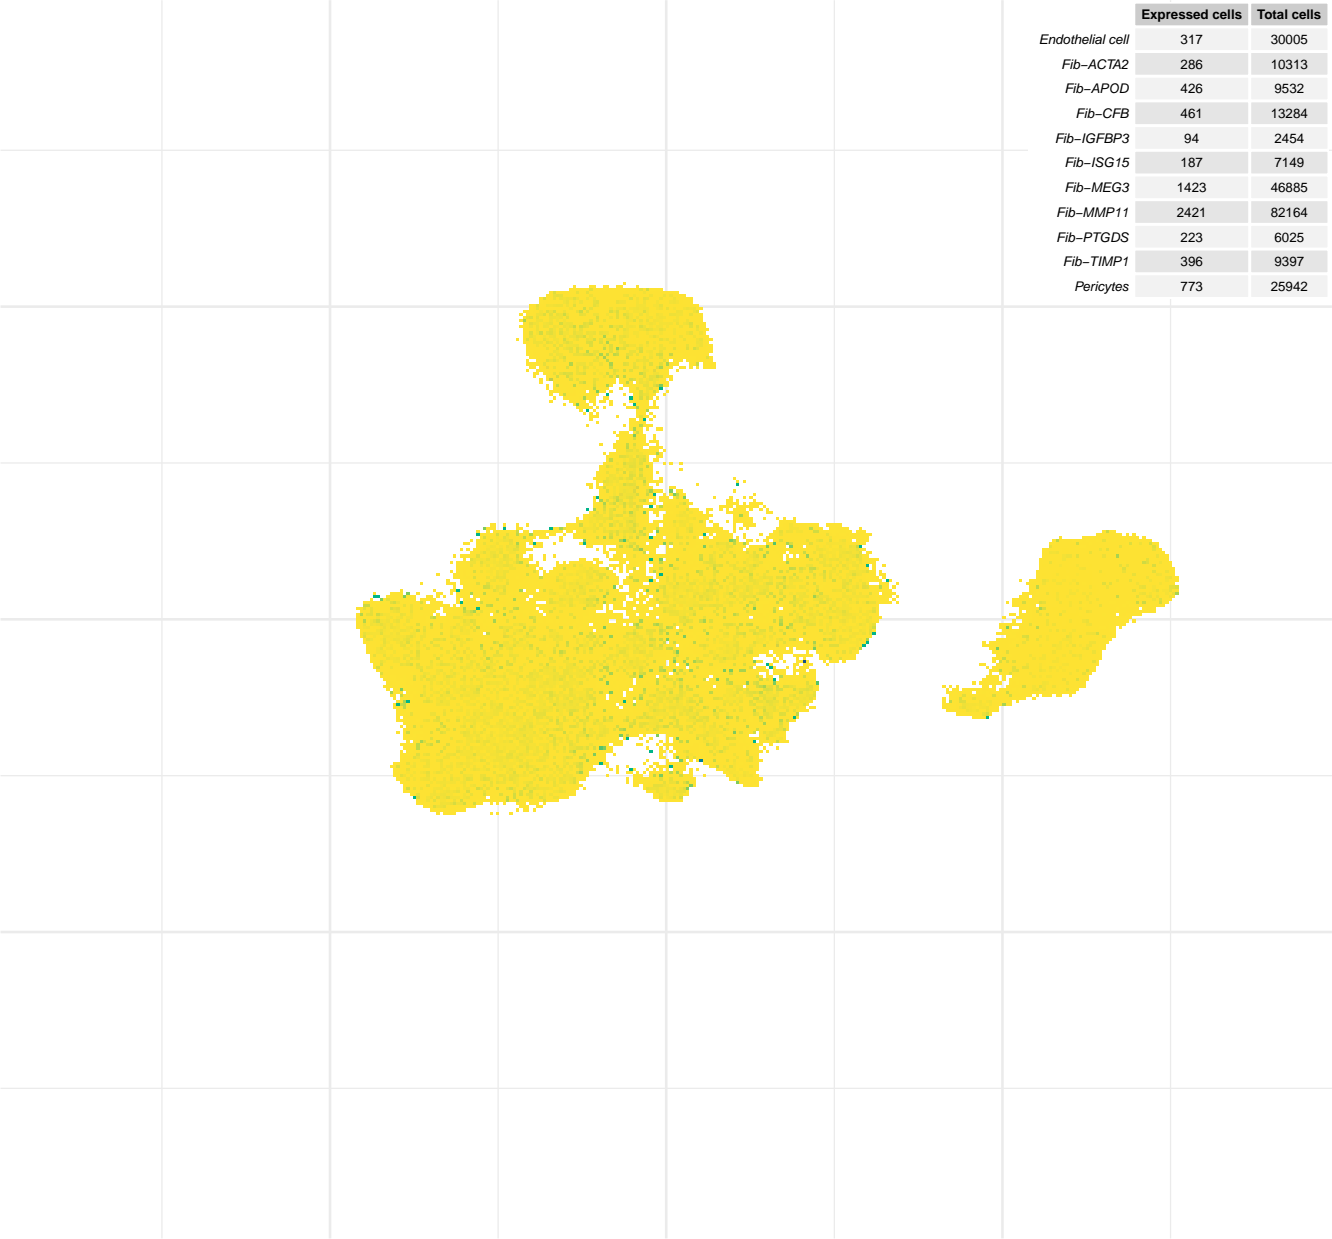 Expressed cells Total cells
Endothelial cell 317 30005
Fib−ACTA2 286 10313
Fib−APOD 426 9532
Fib−CFB 461 13284
Fib−IGFBP3 94 2454
Fib−ISG15 187 7149
Fib−MEG3 1423 46885
Fib−MMP11 2421 82164
Fib−PTGDS 223 6025
Fib−TIMP1 396 9397
Pericytes 773 25942